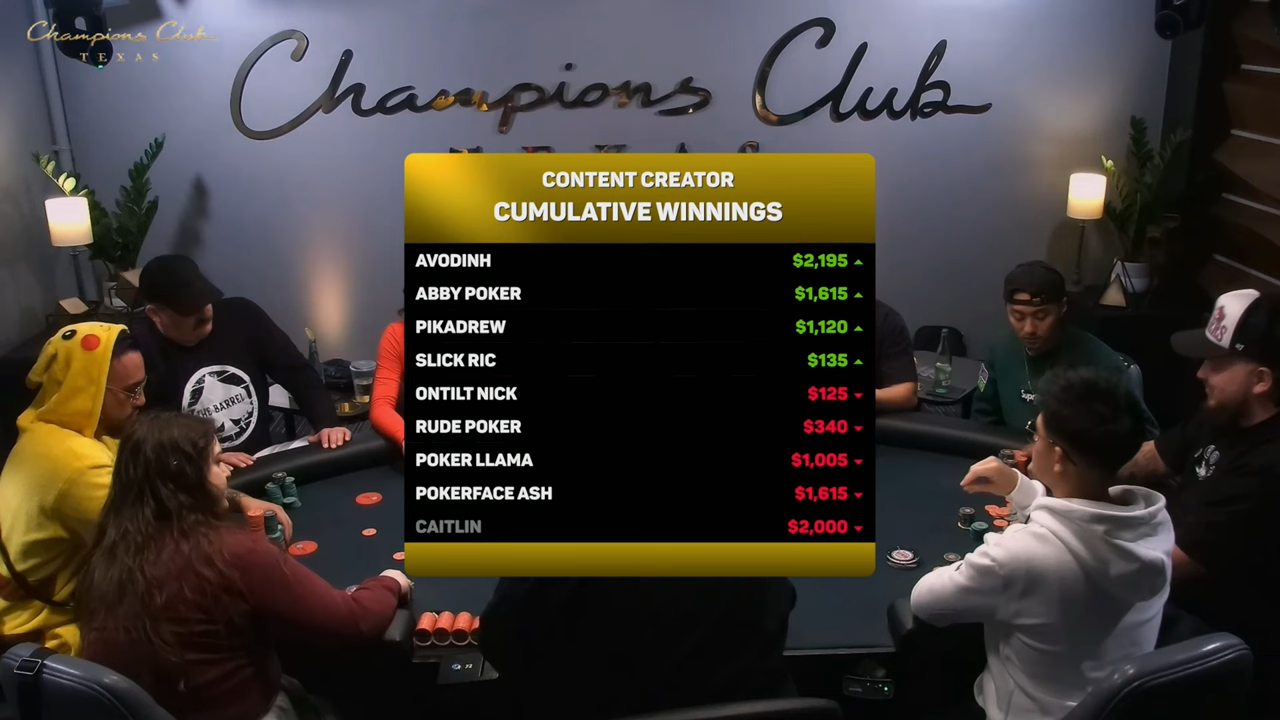 Champions Club
TEXAS
Champions Club
CONTENT CREATOR
CUMULATIVE WINNINGS
AVODINH $2,195
ABBY POKER $1,615
PIKADREW $1,120
SLICK RIC $135
ONTILT NICK $125
RUDE POKER $340
POKER LLAMA $1,005
POKERFACE ASH $1,615
CAITLIN $2,000
THE BARREL